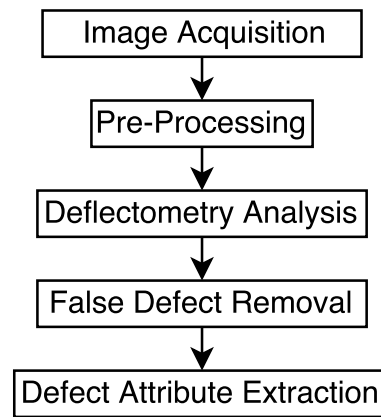 Image Acquisition
Pre-Processing
Deflectometry Analysis
False Defect Removal
Defect Attribute Extraction